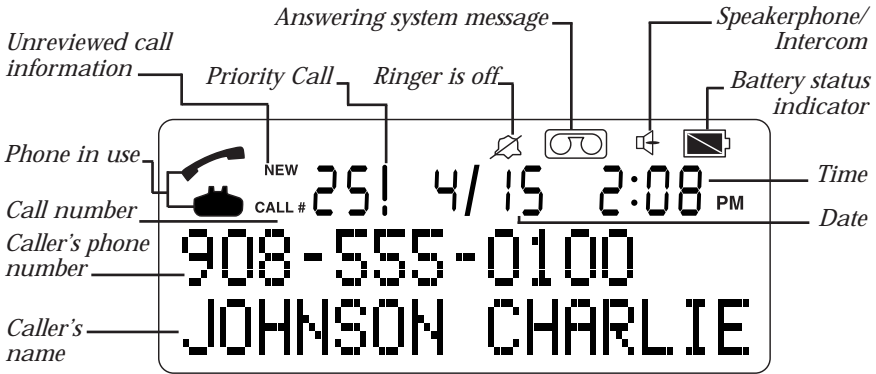 Answering system message
Speakerphone/
Intercom
Unreviewed call
information
Priority Call
Ringer is off
Battery status
indicator
Phone in use
NEW
CALL # 25! 4/15 2:08 PM
Time
Call number
Date
Caller's phone
number
908-555-0100
Caller's
name
JOHNSON CHARLIE